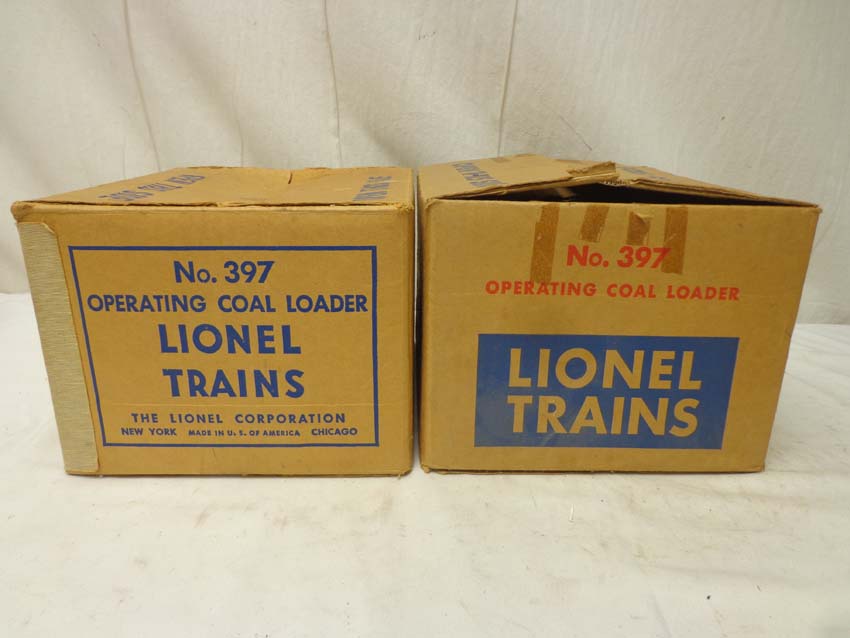 No. 397
OPERATING COAL LOADER
LIONEL
TRAINS
THE LIONEL CORPORATION
NEW YORK MADE IN U. S. OF AMERICA CHICAGO
No. 397
OPERATING COAL LOADER
LIONEL
TRAINS